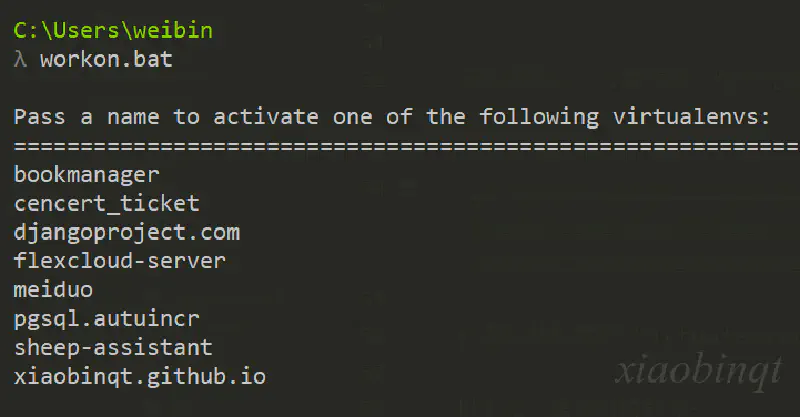 C:\Users\weibin
λ workon.bat
Pass a name to activate one of the following virtualenvs:
==============================================================
bookmanager
cencert_ticket
djangoproject.com
flexcloud-server
meiduo
pgsql.autuincr
sheep-assistant
xiaobinqt.github.io
xiaobinqt